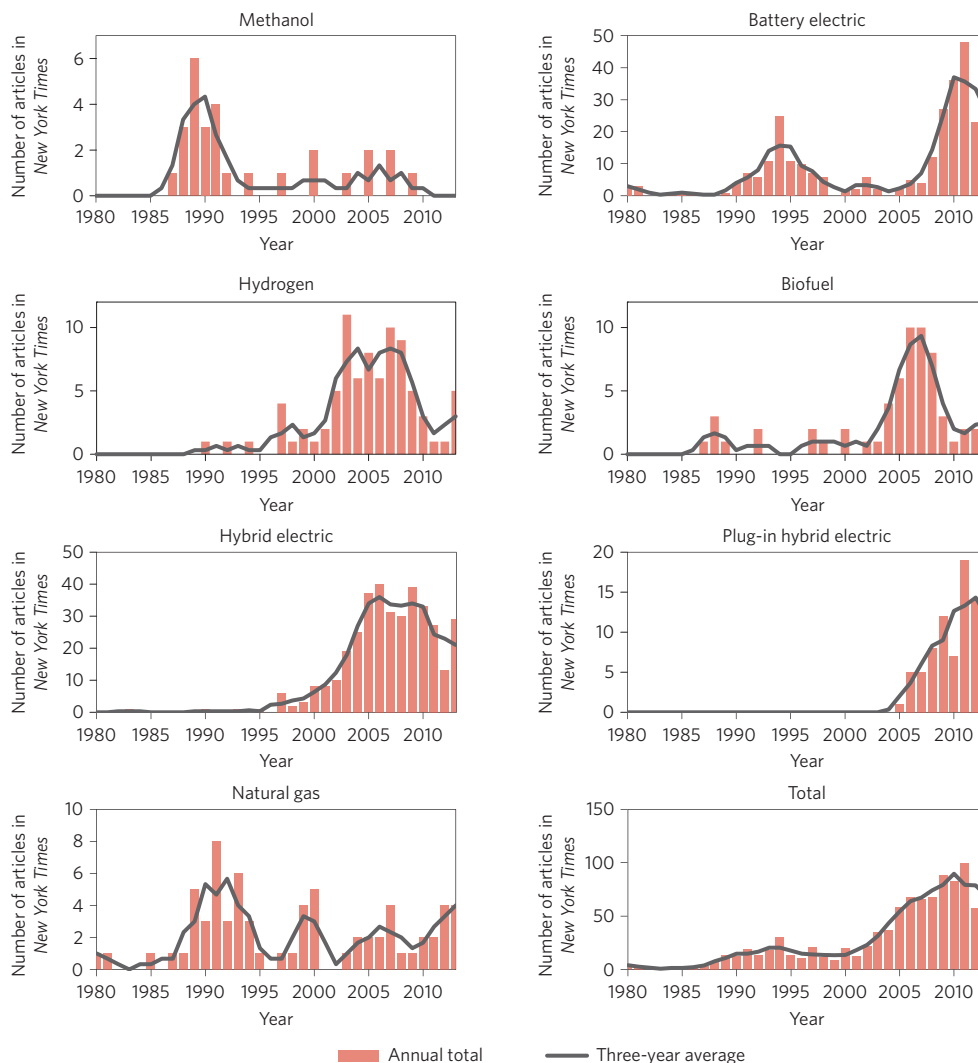 Methanol
Number of articles in
New York Times
6
4
2
0
1980 1985 1990 1995 2000 2005 2010
Year
Battery electric
Number of articles in
New York Times
50
40
30
20
10
0
1980 1985 1990 1995 2000 2005 2010
Year
Hydrogen
Number of articles in
New York Times
10
5
0
1980 1985 1990 1995 2000 2005 2010
Year
Biofuel
Number of articles in
New York Times
10
5
0
1980 1985 1990 1995 2000 2005 2010
Year
Hybrid electric
Number of articles in
New York Times
50
40
30
20
10
0
1980 1985 1990 1995 2000 2005 2010
Year
Plug-in hybrid electric
Number of articles in
New York Times
20
15
10
5
0
1980 1985 1990 1995 2000 2005 2010
Year
Natural gas
Number of articles in
New York Times
10
8
6
4
2
0
1980 1985 1990 1995 2000 2005 2010
Year
Total
Number of articles in
New York Times
150
100
50
0
1980 1985 1990 1995 2000 2005 2010
Year
Annual total
Three-year average